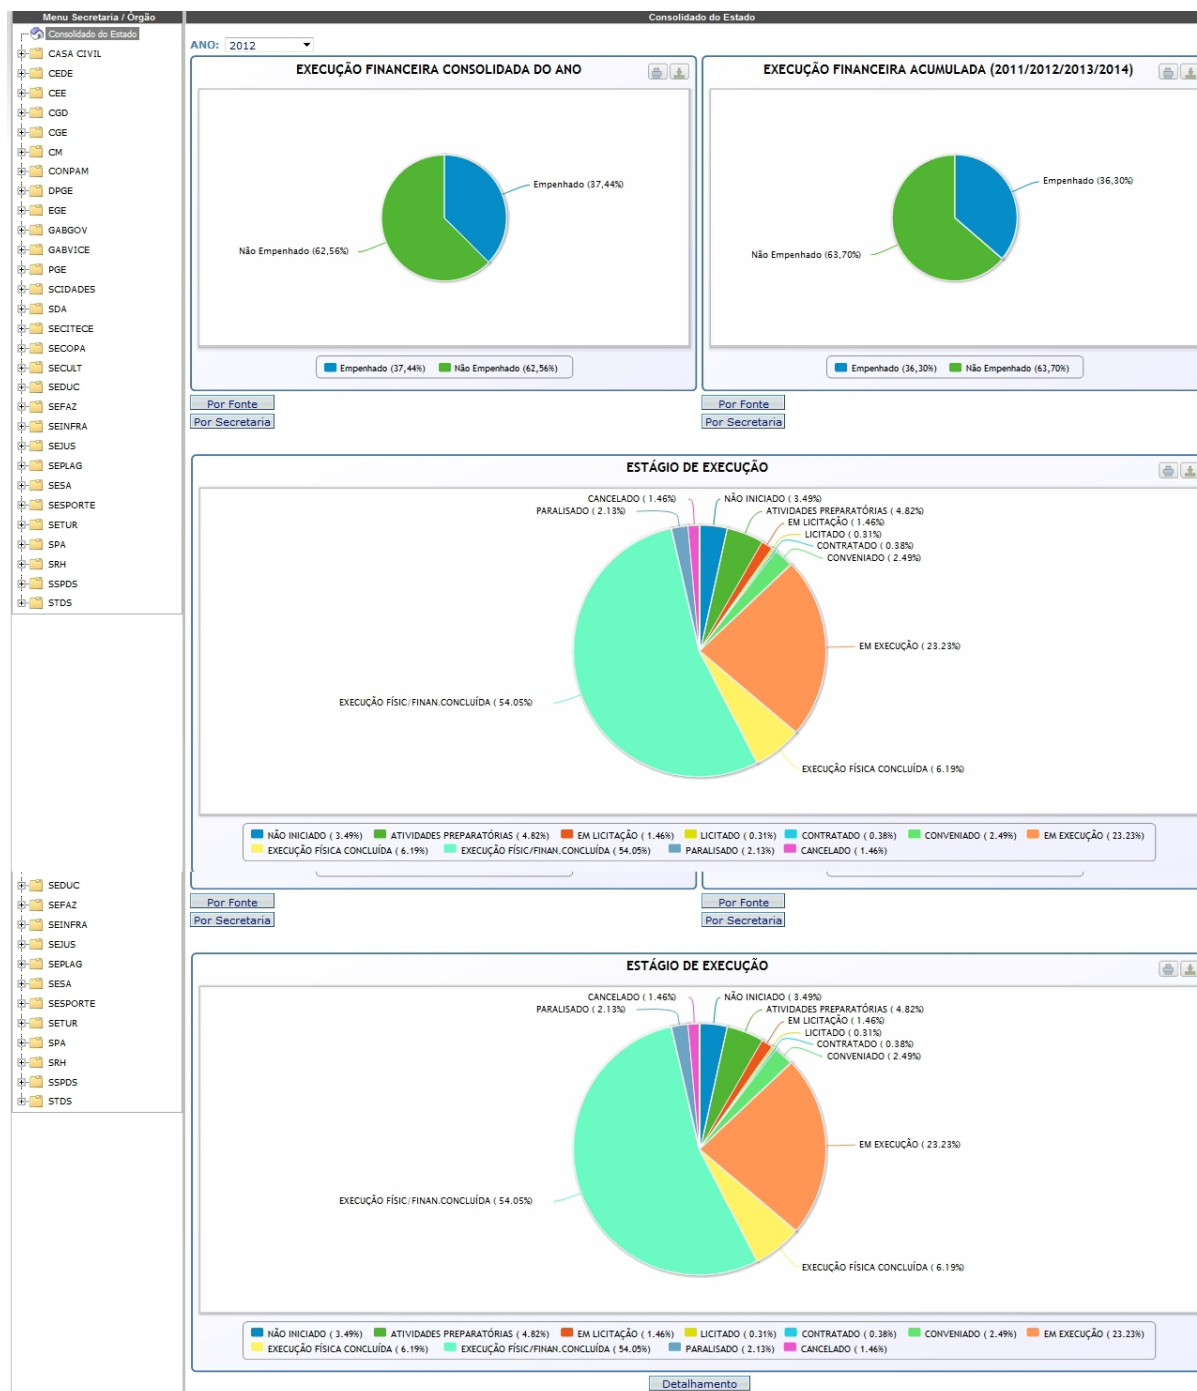 Menu Secretaria / Órgão
Consolidado do Estado
CASA CIVIL
CEDE
CEE
CGD
CGE
CM
CONPAM
DPGE
EGE
GABGOV
GABVICE
PGE
SCIDADES
SDA
SECITECE
SECOPA
SECULT
SEDUC
SEFAZ
SEINFRA
SEJUS
SEPLAG
SESA
SESPORTE
SETUR
SPA
SRH
SSPDS
STDS
Consolidado do Estado
ANO: 2012
EXECUÇÃO FINANCEIRA CONSOLIDADA DO ANO
Empenhado (37,44%)
Não Empenhado (62,56%)
Empenhado (37,44%) Não Empenhado (62,56%)
Por Fonte
Por Secretaria
EXECUÇÃO FINANCEIRA ACUMULADA (2011/2012/2013/2014)
Empenhado (36,30%)
Não Empenhado (63,70%)
Empenhado (36,30%) Não Empenhado (63,70%)
Por Fonte
Por Secretaria
ESTÁGIO DE EXECUÇÃO
CANCELADO ( 1.46%) NÃO INICIADO ( 3.49%)
PARALISADO ( 2.13%) ATIVIDADES PREPARATÓRIAS ( 4.82%)
EM LICITAÇÃO ( 1.46%)
LICITADO ( 0.31%)
CONTRATADO ( 0.38%)
CONVENIADO ( 2.49%)
EM EXECUÇÃO ( 23.23%)
EXECUÇÃO FÍSIC/FINAN.CONCLUÍDA ( 54.05%)
EXECUÇÃO FÍSICA CONCLUÍDA ( 6.19%)
NÃO INICIADO ( 3.49%) ATIVIDADES PREPARATÓRIAS ( 4.82%) EM LICITAÇÃO ( 1.46%) LICITADO ( 0.31%) CONTRATADO ( 0.38%) CONVENIADO ( 2.49%) EM EXECUÇÃO ( 23.23%)
EXECUÇÃO FÍSICA CONCLUÍDA ( 6.19%) EXECUÇÃO FÍSIC/FINAN.CONCLUÍDA ( 54.05%) PARALISADO ( 2.13%) CANCELADO ( 1.46%)
SEDUC
SEFAZ
SEINFRA
SEJUS
SEPLAG
SESA
SESPORTE
SETUR
SPA
SRH
SSPDS
STDS
Por Fonte
Por Secretaria
Por Fonte
Por Secretaria
ESTÁGIO DE EXECUÇÃO
CANCELADO ( 1.46%) NÃO INICIADO ( 3.49%)
PARALISADO ( 2.13%) ATIVIDADES PREPARATÓRIAS ( 4.82%)
EM LICITAÇÃO ( 1.46%)
LICITADO ( 0.31%)
CONTRATADO ( 0.38%)
CONVENIADO ( 2.49%)
EM EXECUÇÃO ( 23.23%)
EXECUÇÃO FÍSIC/FINAN.CONCLUÍDA ( 54.05%)
EXECUÇÃO FÍSICA CONCLUÍDA ( 6.19%)
NÃO INICIADO ( 3.49%) ATIVIDADES PREPARATÓRIAS ( 4.82%) EM LICITAÇÃO ( 1.46%) LICITADO ( 0.31%) CONTRATADO ( 0.38%) CONVENIADO ( 2.49%) EM EXECUÇÃO ( 23.23%)
EXECUÇÃO FÍSICA CONCLUÍDA ( 6.19%) EXECUÇÃO FÍSIC/FINAN.CONCLUÍDA ( 54.05%) PARALISADO ( 2.13%) CANCELADO ( 1.46%)
Detalhamento